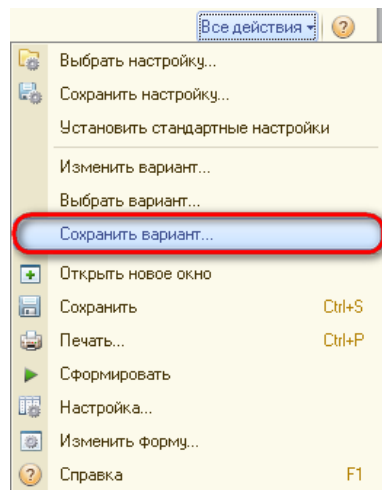 Все действия
Выбрать настройку...
Сохранить настройку...
Установить стандартные настройки
Изменить вариант...
Выбрать вариант...
Сохранить вариант...
Открыть новое окно
Сохранить Ctrl+S
Печать... Ctrl+P
Сформировать
Настройка...
Изменить форму...
Справка F1